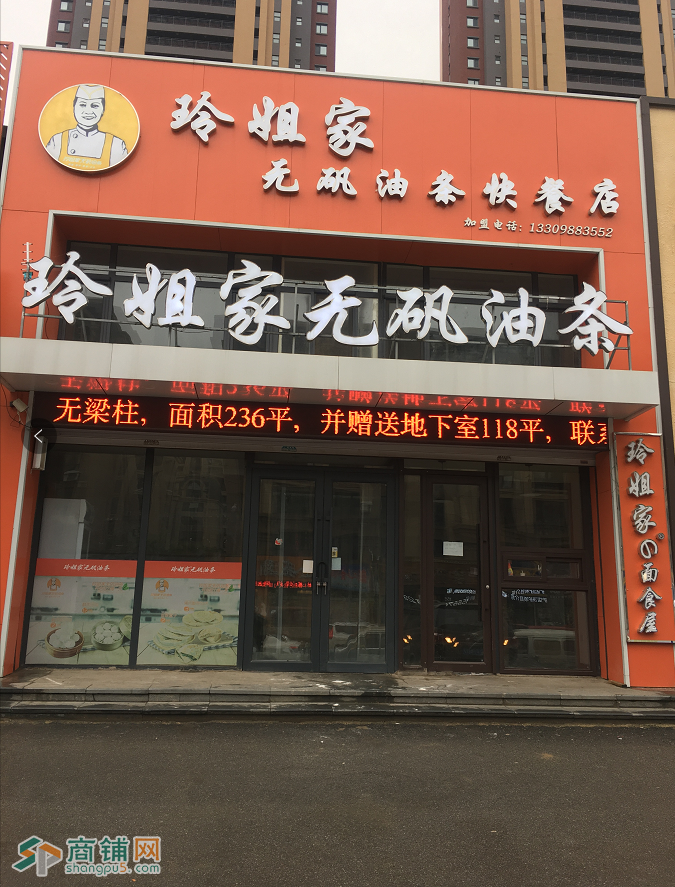 玲姐家
无矾油条快餐店
加盟电话：13309883552
玲姐家无矾油条
无梁柱，面积236平，并赠送地下室118平，联系
玲姐家の面食屋
玲姐家无矾油条
玲姐家无矾油条
商铺网
shangpu5.com